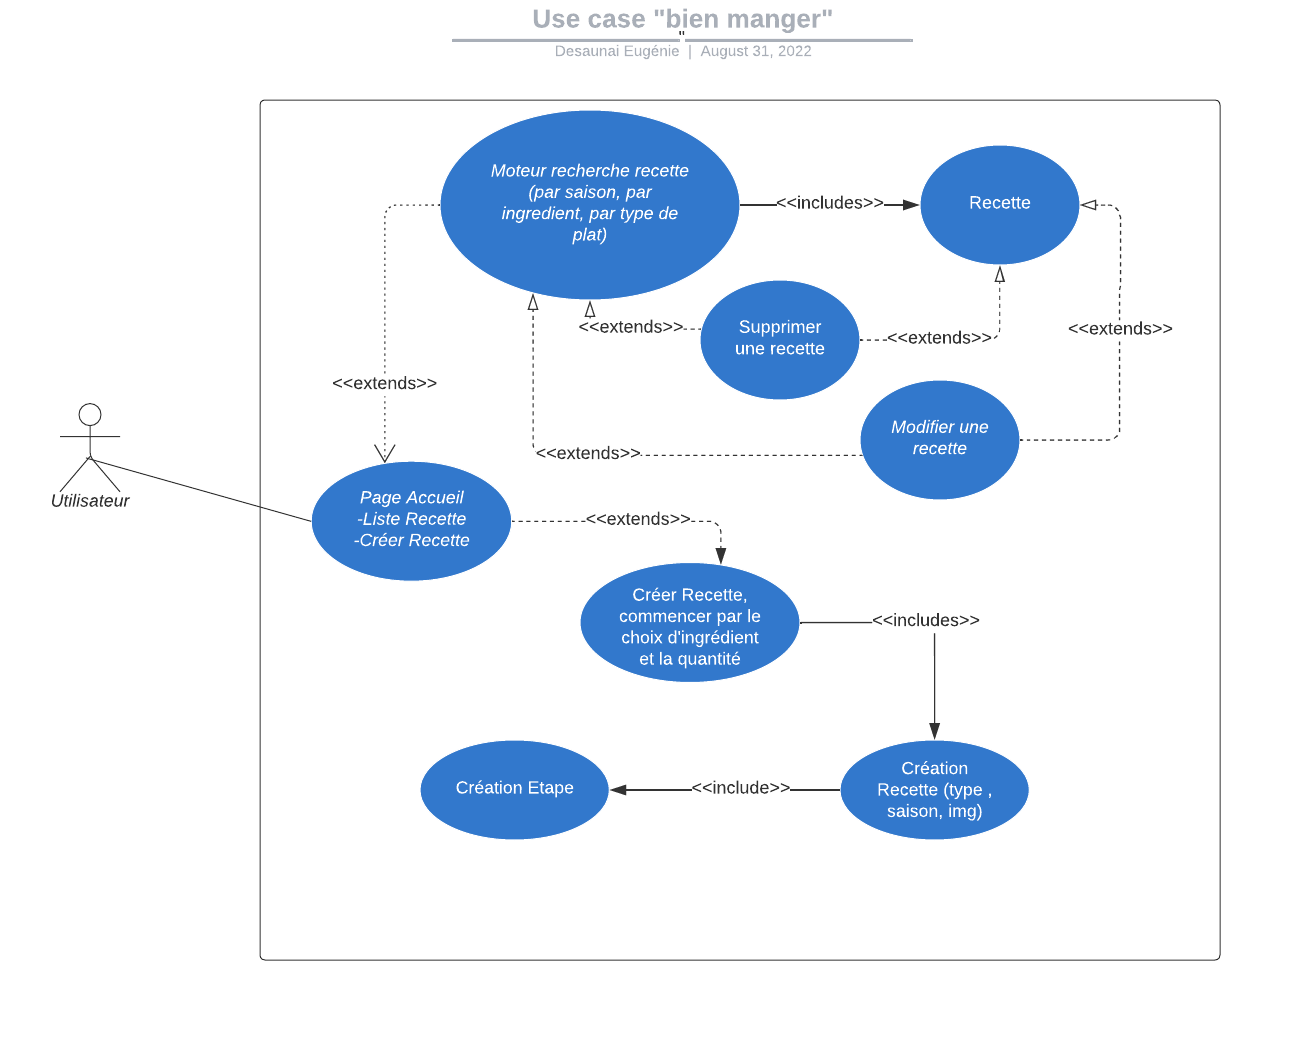 Use case "bien manger"
"
Desaunai Eugénie | August 31, 2022
Moteur recherche recette
(par saison, par
ingredient, par type de
plat)
<<includes>>
Recette
<<extends>>
Supprimer
une recette
<<extends>>
<<extends>>
<<extends>>
Modifier une
recette
<<extends>>
Utilisateur
Page Accueil
-Liste Recette
-Créer Recette
<<extends>>
Créer Recette,
commencer par le
choix d'ingrédient
et la quantité
<<includes>>
Création Etape
<<include>>
Création
Recette (type ,
saison, img)